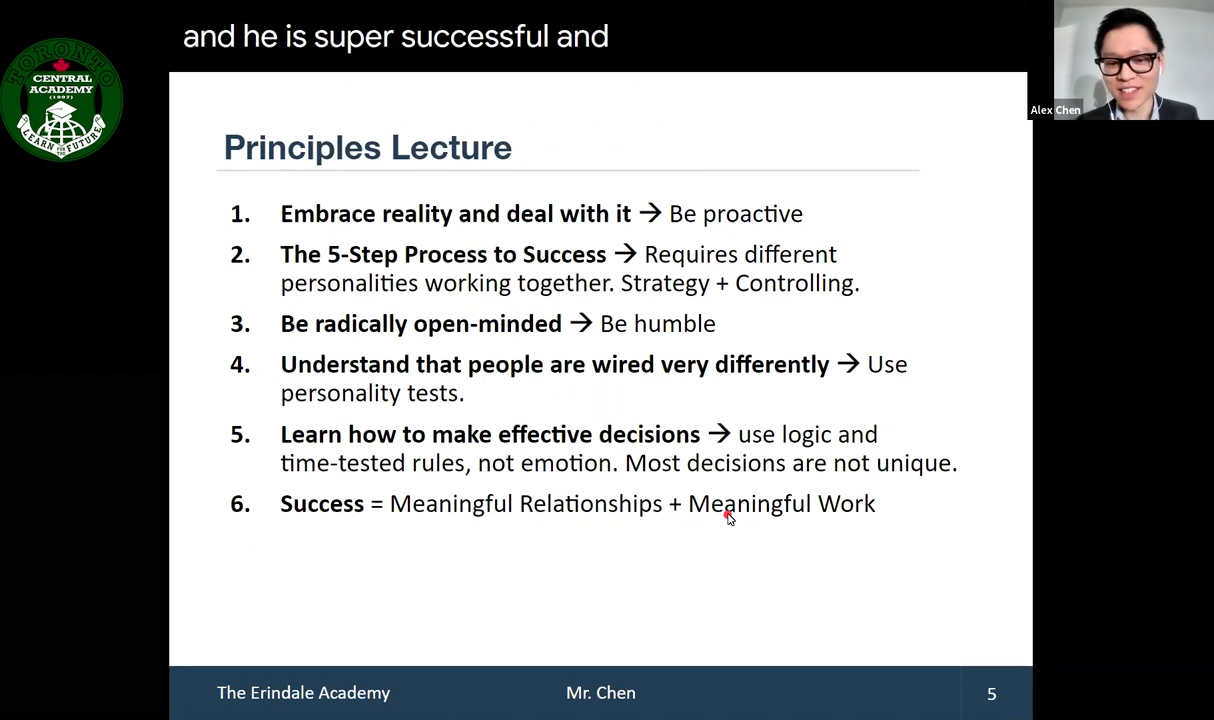 and he is super successful and
TORONTO
CENTRAL
ACADEMY
(1997)
LEARN FOR THE FUTURE
Alex Chen
Principles Lecture
1. Embrace reality and deal with it → Be proactive
2. The 5-Step Process to Success → Requires different
personalities working together. Strategy + Controlling.
3. Be radically open-minded → Be humble
4. Understand that people are wired very differently → Use
personality tests.
5. Learn how to make effective decisions → use logic and
time-tested rules, not emotion. Most decisions are not unique.
6. Success = Meaningful Relationships + Meaningful Work
The Erindale Academy
Mr. Chen
5